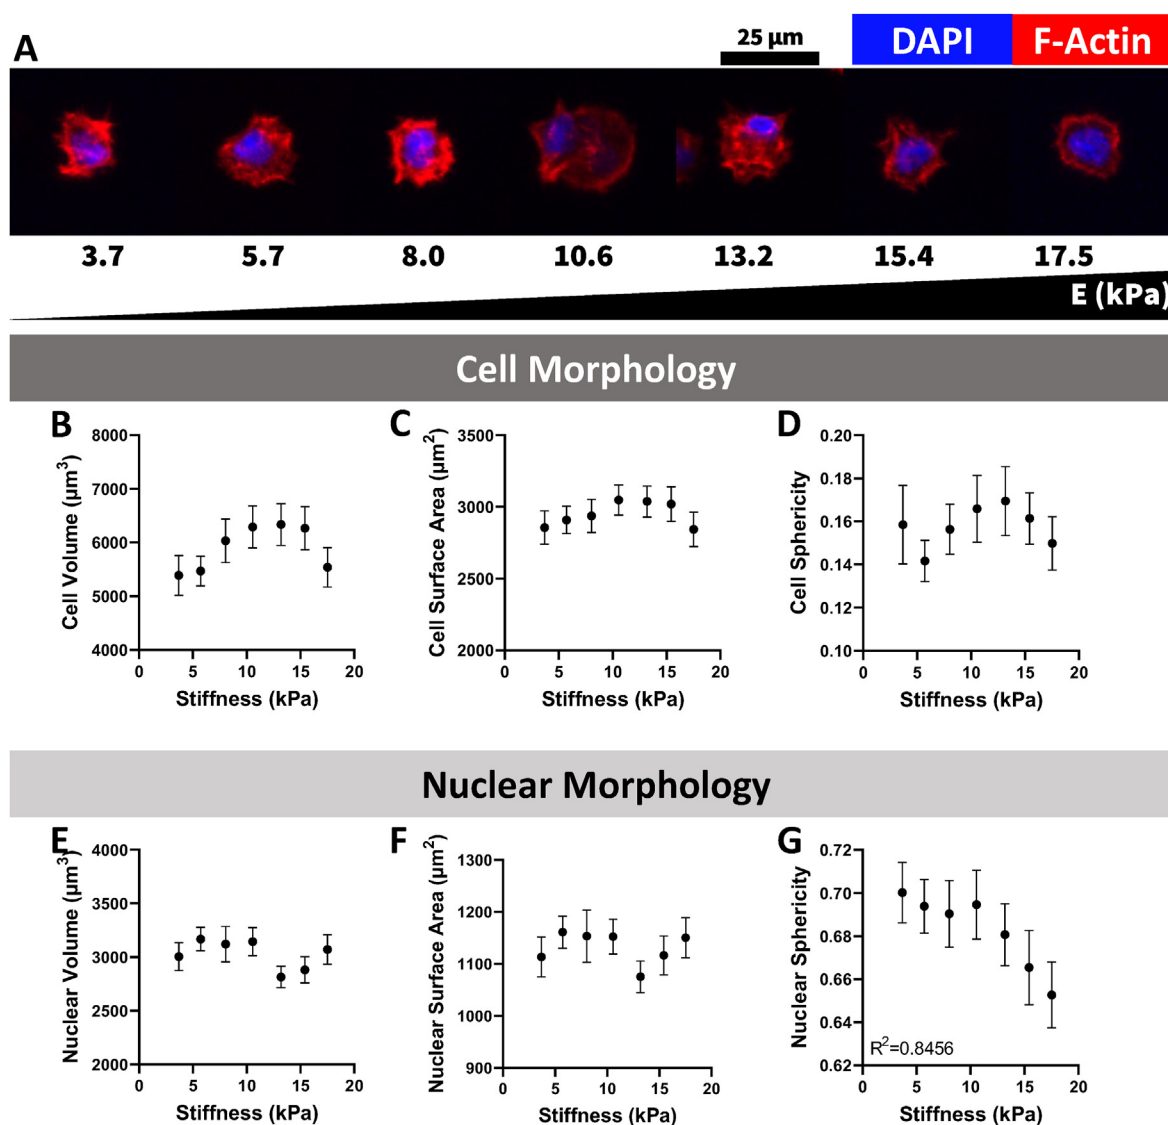 A
25 µm
DAPI
F-Actin
3.7
5.7
8.0
10.6
13.2
15.4
17.5
E (kPa)
Cell Morphology
B
Cell Volume (µm³)
8000
7000
6000
5000
4000
0
5
10
15
20
Stiffness (kPa)
C
Cell Surface Area (µm²)
3500
3000
2500
2000
0
5
10
15
20
Stiffness (kPa)
D
Cell Sphericity
0.20
0.18
0.16
0.14
0.12
0.10
0
5
10
15
20
Stiffness (kPa)
Nuclear Morphology
E
Nuclear Volume (µm³)
4000
3500
3000
2500
2000
0
5
10
15
20
Stiffness (kPa)
F
Nuclear Surface Area (µm²)
1300
1200
1100
1000
900
0
5
10
15
20
Stiffness (kPa)
G
Nuclear Sphericity
0.72
0.70
0.68
0.66
0.64
0.62
R²=0.8456
0
5
10
15
20
Stiffness (kPa)